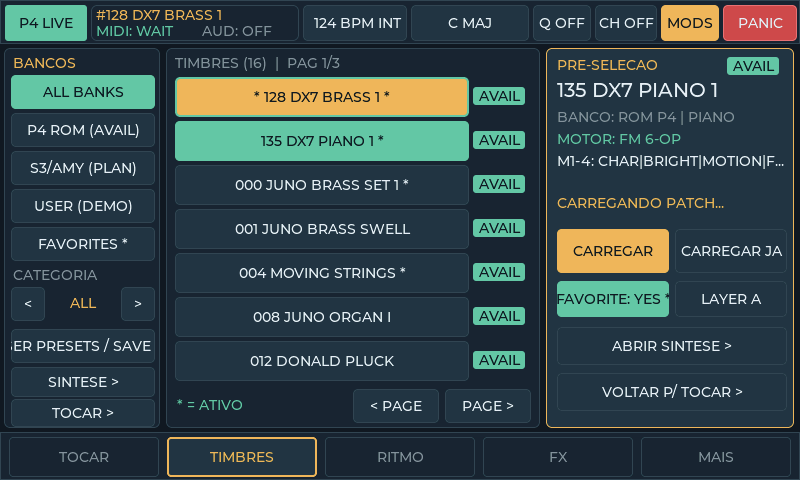 P4 LIVE
#128 DX7 BRASS 1
MIDI: WAIT AUD: OFF
124 BPM INT
C MAJ
Q OFF
CH OFF
MODS
PANIC
BANCOS
ALL BANKS
P4 ROM (AVAIL)
S3/AMY (PLAN)
USER (DEMO)
FAVORITES *
CATEGORIA
< ALL >
ER PRESETS / SAVE
SINTESE >
TOCAR >
TIMBRES (16) | PAG 1/3
* 128 DX7 BRASS 1 * AVAIL
135 DX7 PIANO 1 * AVAIL
000 JUNO BRASS SET 1 * AVAIL
001 JUNO BRASS SWELL AVAIL
004 MOVING STRINGS * AVAIL
008 JUNO ORGAN I AVAIL
012 DONALD PLUCK AVAIL
* = ATIVO
< PAGE
PAGE >
PRE-SELECAO AVAIL
135 DX7 PIANO 1
BANCO: ROM P4 | PIANO
MOTOR: FM 6-OP
M1-4: CHAR|BRIGHT|MOTION|F...
CARREGANDO PATCH...
CARREGAR
CARREGAR JA
FAVORITE: YES *
LAYER A
ABRIR SINTESE >
VOLTAR P/ TOCAR >
TOCAR
TIMBRES
RITMO
FX
MAIS